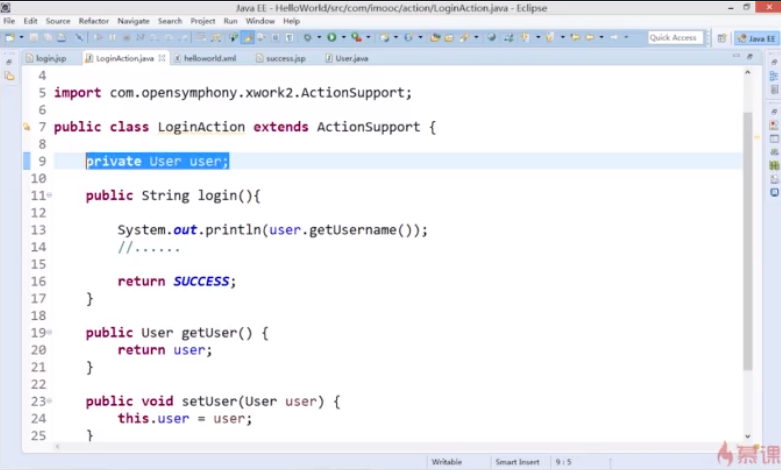 Java EE - HelloWorld/src/com/imooc/action/LoginAction.java - Eclipse
File Edit Source Refactor Navigate Search Project Run Window Help
Quick Access Java EE
login.jsp LoginAction.java helloworld.xml success.jsp User.java
4
5 import com.opensymphony.xwork2.ActionSupport;
6
7 public class LoginAction extends ActionSupport {
8
9 private User user;
10
11 public String login(){
12
13 System.out.println(user.getUsername());
14 //......
15
16 return SUCCESS;
17 }
18
19 public User getUser() {
20 return user;
21 }
22
23 public void setUser(User user) {
24 this.user = user;
25 }
Writable Smart Insert 9 : 5
慕课